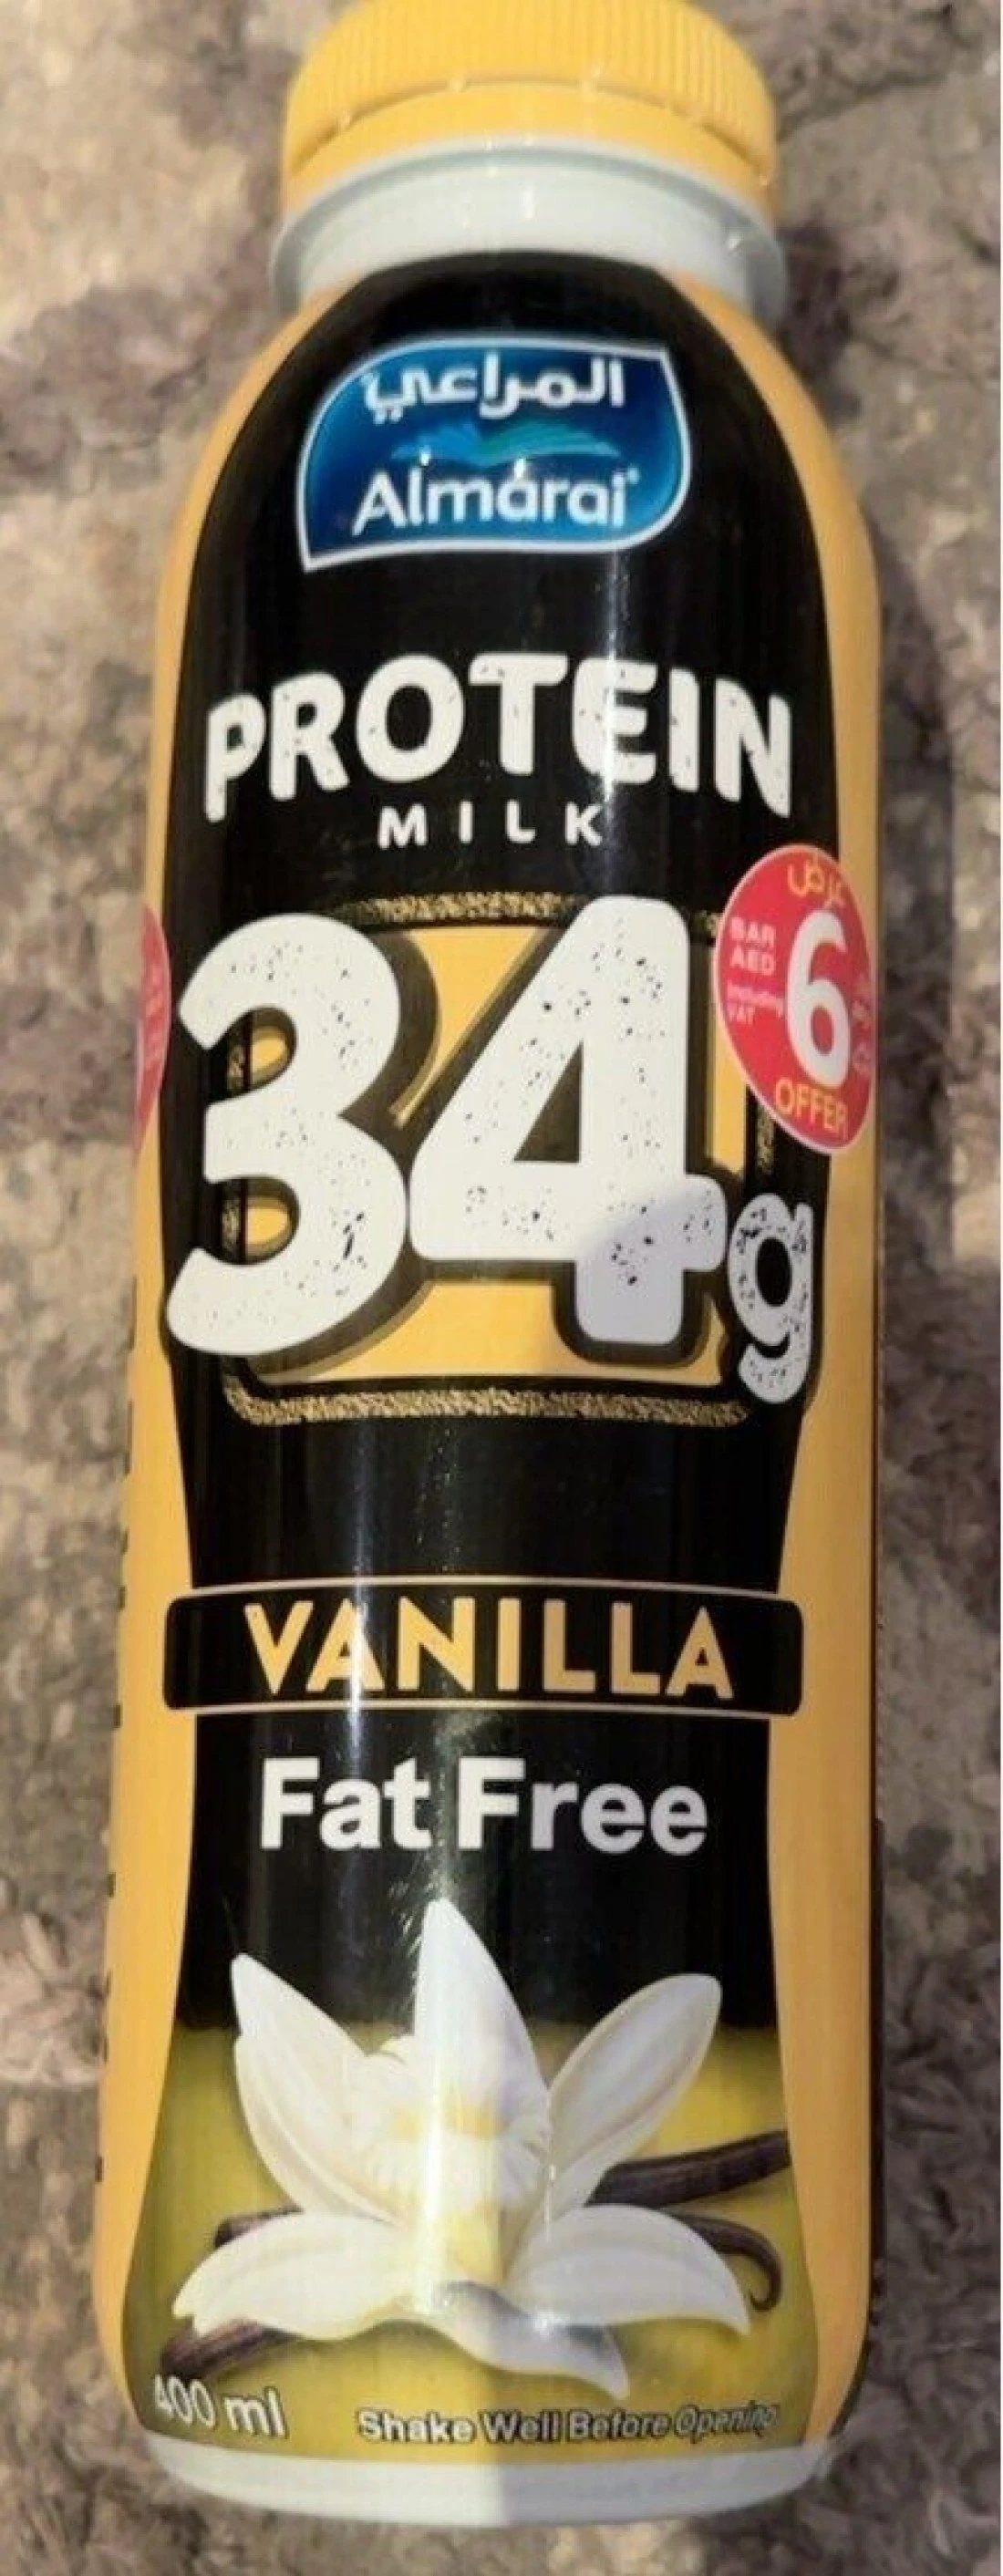 المراعي
Almarai
PROTEIN
MILK
34g
عرض
BAR
AED
6
Including
VAT
OFFER
VANILLA
Fat Free
400 ml
Shake Well Before Opening